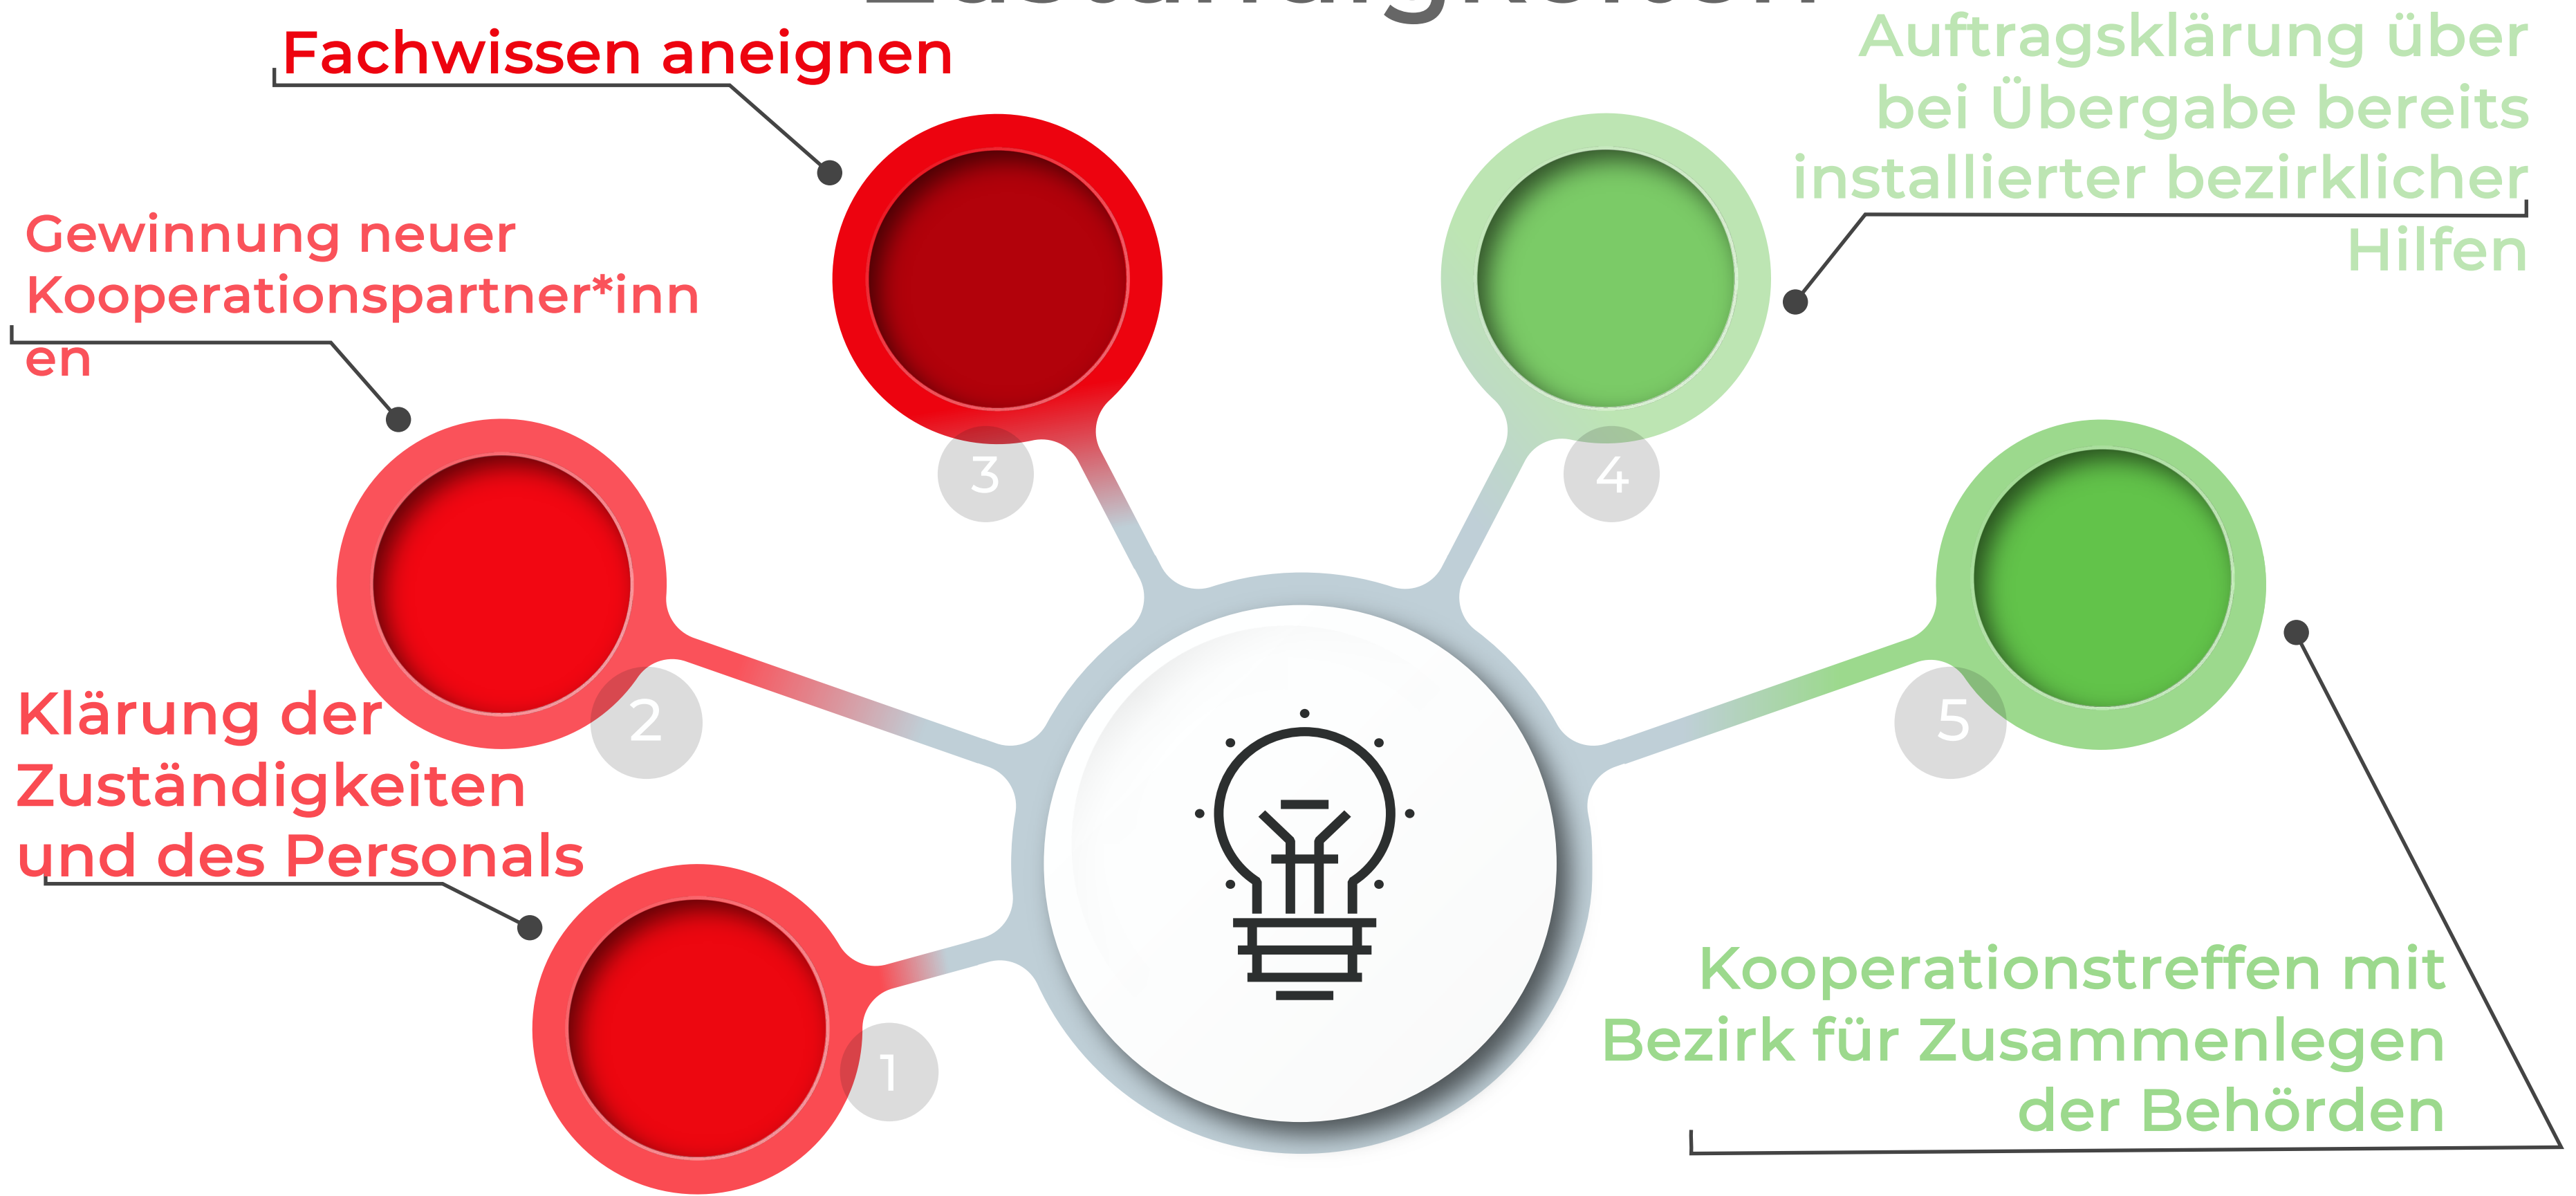 Zuständigkeiten
Fachwissen aneignen
Auftragsklärung über
bei Übergabe bereits
installierter bezirklicher
Hilfen
Gewinnung neuer
Kooperationspartner*inn
en
3
4
2
5
Klärung der
Zuständigkeiten
und des Personals
1
Kooperationstreffen mit
Bezirk für Zusammenlegen
der Behörden